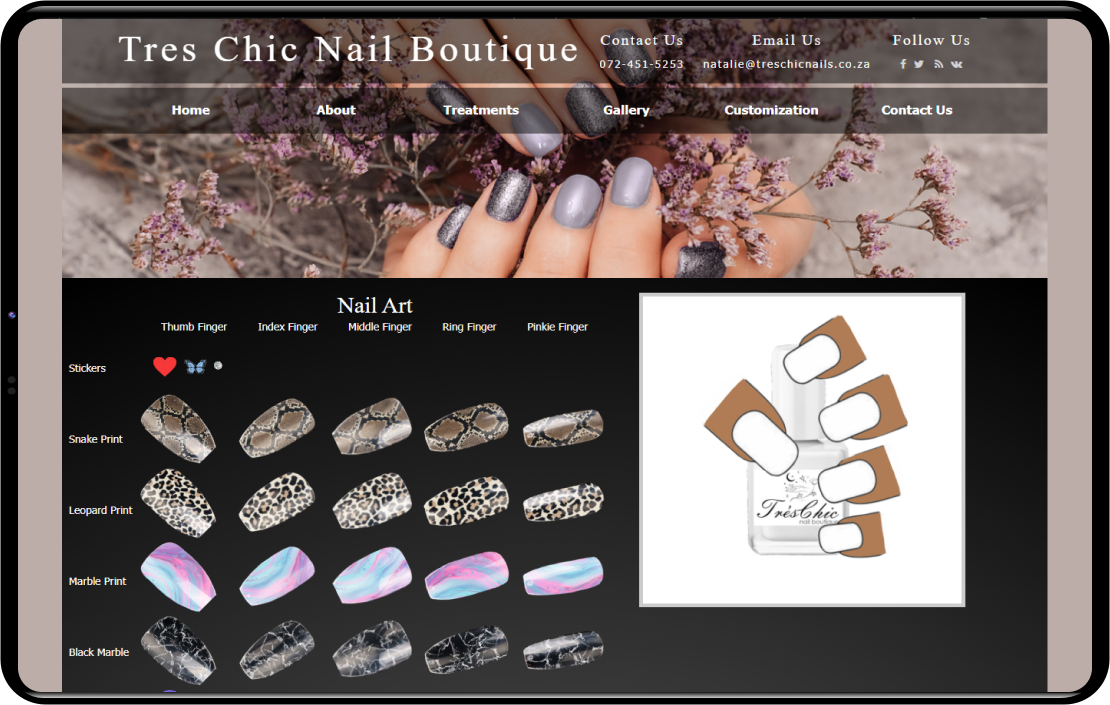 Tres Chic Nail Boutique
Contact Us
Email Us
Follow Us
072-451-5253
natalie@treschicnails.co.za
Home
About
Treatments
Gallery
Customization
Contact Us
Nail Art
Thumb Finger
Index Finger
Middle Finger
Ring Finger
Pinkie Finger
Stickers
Snake Print
Leopard Print
Marble Print
Black Marble
TrésChic
nail boutique